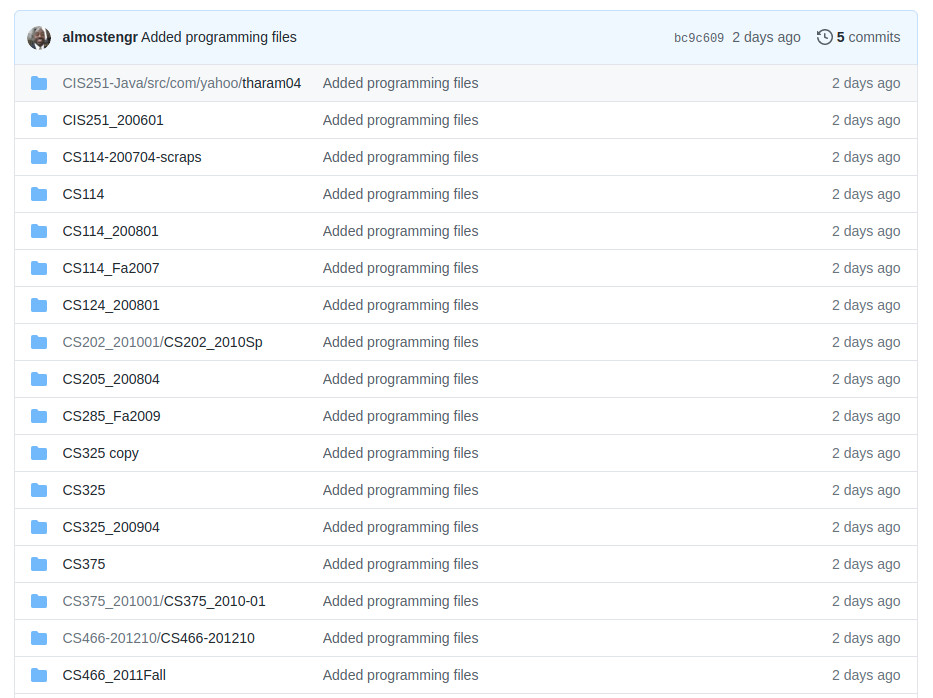 almostengr Added programming files bc9c609 2 days ago 5 commits
CIS251-Java/src/com/yahoo/tharam04 Added programming files 2 days ago
CIS251_200601 Added programming files 2 days ago
CS114-200704-scraps Added programming files 2 days ago
CS114 Added programming files 2 days ago
CS114_200801 Added programming files 2 days ago
CS114_Fa2007 Added programming files 2 days ago
CS124_200801 Added programming files 2 days ago
CS202_201001/CS202_2010Sp Added programming files 2 days ago
CS205_200804 Added programming files 2 days ago
CS285_Fa2009 Added programming files 2 days ago
CS325 copy Added programming files 2 days ago
CS325 Added programming files 2 days ago
CS325_200904 Added programming files 2 days ago
CS375 Added programming files 2 days ago
CS375_201001/CS375_2010-01 Added programming files 2 days ago
CS466-201210/CS466-201210 Added programming files 2 days ago
CS466_2011Fall Added programming files 2 days ago